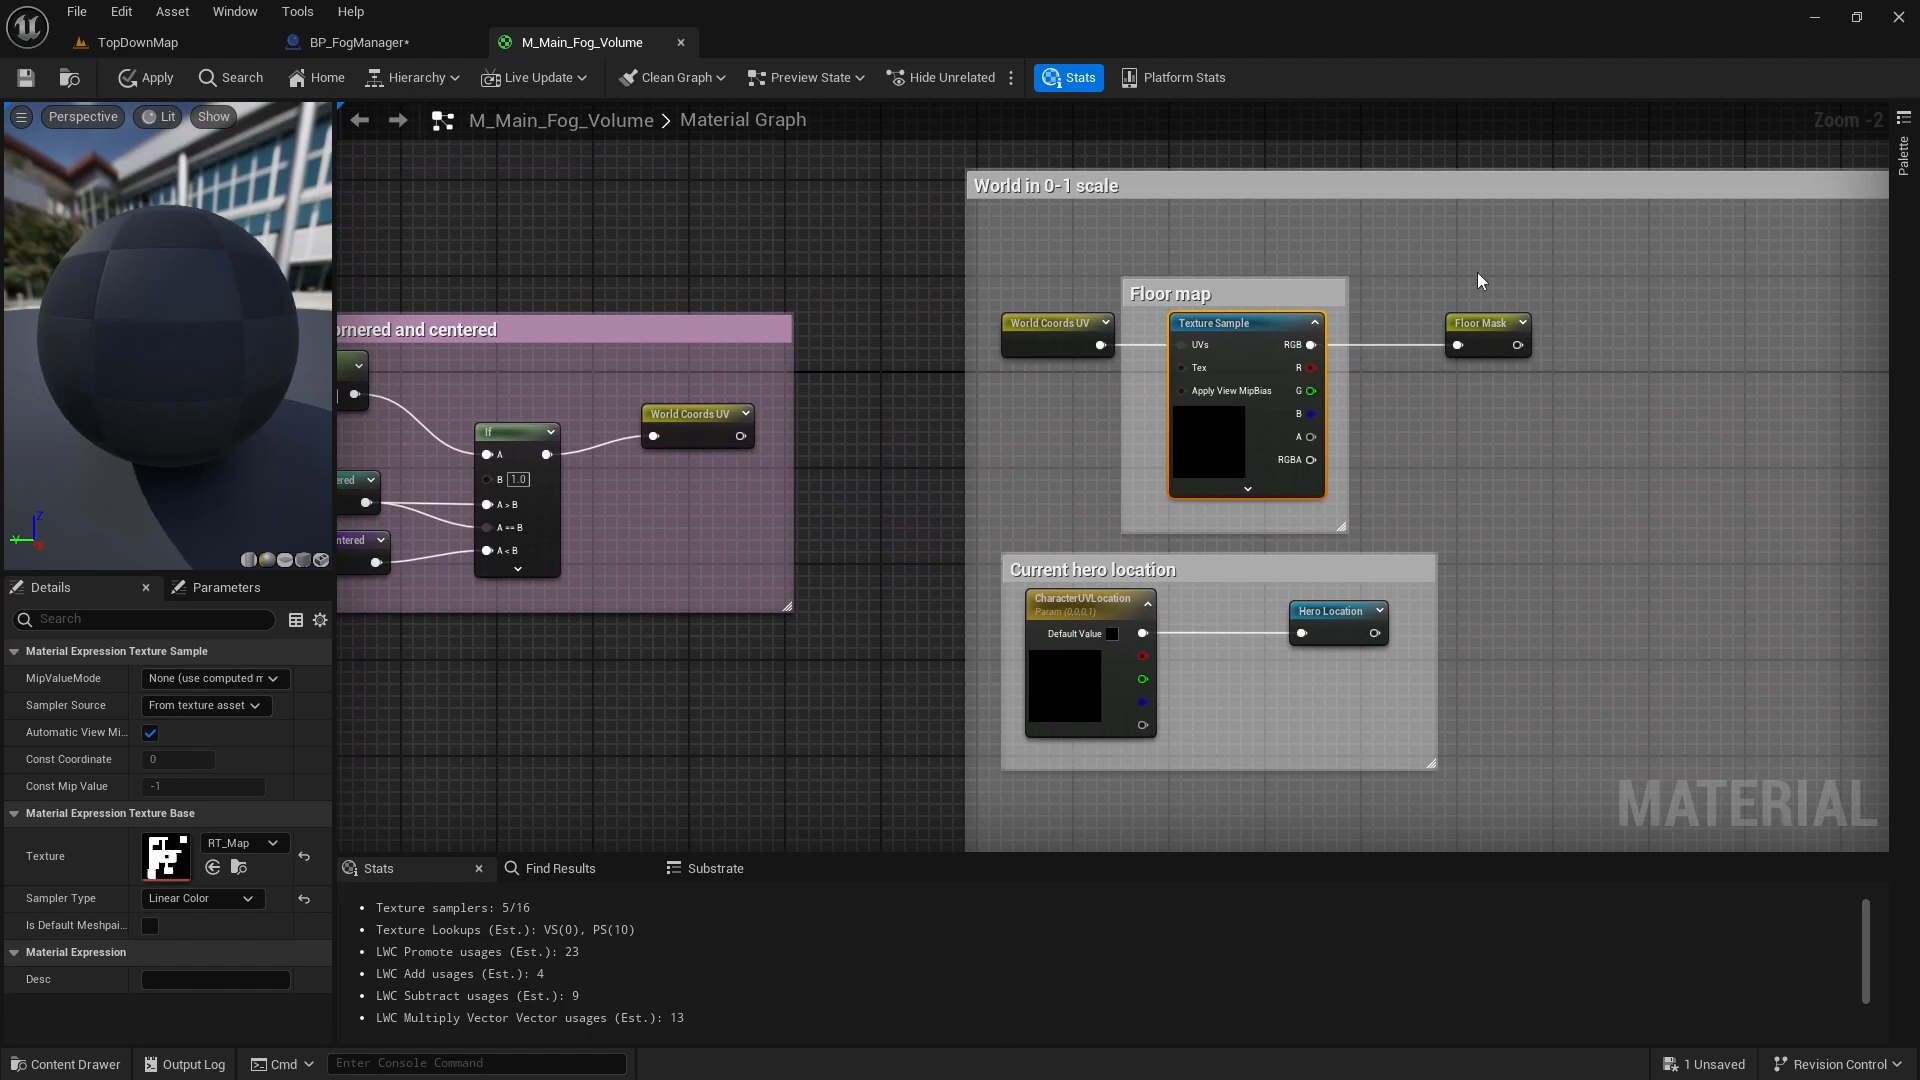 File Edit Asset Window Tools Help
TopDownMap
BP_FogManager*
M_Main_Fog_Volume
Apply
Search
Home
Hierarchy
Live Update
Clean Graph
Preview State
Hide Unrelated
Stats
Platform Stats
Perspective
Lit
Show
M_Main_Fog_Volume > Material Graph
Zoom -2
Palette
World in 0-1 scale
ornered and centered
Floor map
World Coords UV
Texture Sample
UVs
RGB
Tex
R
Apply View MipBias
G
B
A
RGBA
Floor Mask
World Coords UV
If
A
B 1.0
A > B
A == B
A < B
ered
ntered
Current hero location
CharacterUVLocation
Param (0,0,0,1)
Default Value
Hero Location
MATERIAL
Z
Y
X
Details
Parameters
Search
Material Expression Texture Sample
MipValueMode
None (use computed m
Sampler Source
From texture asset
Automatic View Mi...
Const Coordinate
0
Const Mip Value
-1
Material Expression Texture Base
Texture
RT_Map
Sampler Type
Linear Color
Is Default Meshpai...
Material Expression
Desc
Stats
Find Results
Substrate
• Texture samplers: 5/16
• Texture Lookups (Est.): VS(0), PS(10)
• LWC Promote usages (Est.): 23
• LWC Add usages (Est.): 4
• LWC Subtract usages (Est.): 9
• LWC Multiply Vector Vector usages (Est.): 13
Content Drawer
Output Log
Cmd
Enter Console Command
1 Unsaved
Revision Control